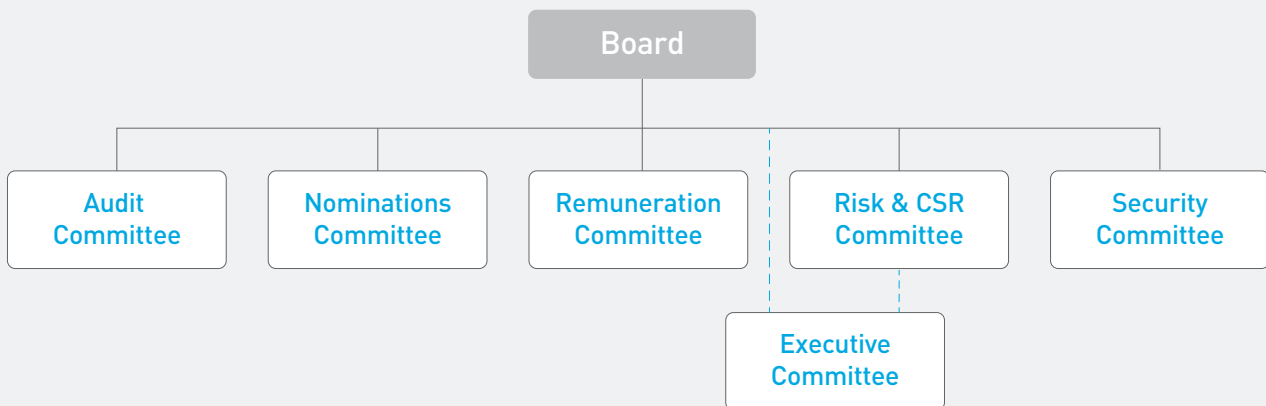 Board
Audit
Committee
Nominations
Committee
Remuneration
Committee
Risk & CSR
Committee
Security
Committee
Executive
Committee